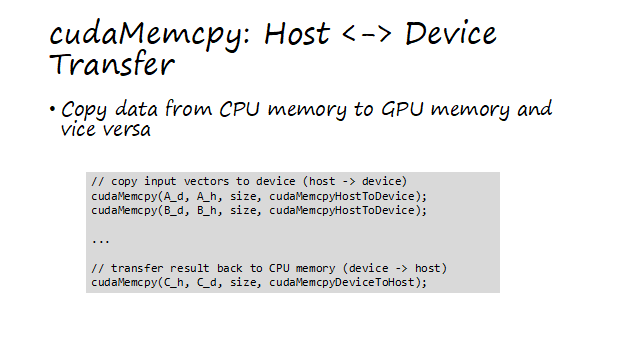 cudaMemcpy: Host <-> Device
Transfer
• Copy data from CPU memory to GPU memory and
vice versa
// copy input vectors to device (host -> device)
cudaMemcpy(A_d, A_h, size, cudaMemcpyHostToDevice);
cudaMemcpy(B_d, B_h, size, cudaMemcpyHostToDevice);
...
// transfer result back to CPU memory (device -> host)
cudaMemcpy(C_h, C_d, size, cudaMemcpyDeviceToHost);